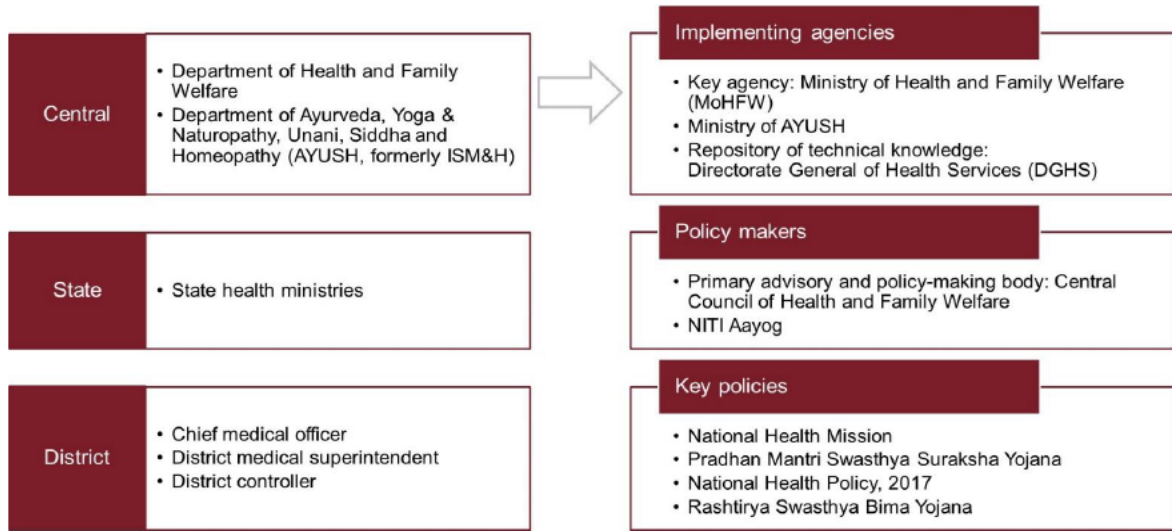 Central
• Department of Health and Family
Welfare
• Department of Ayurveda, Yoga &
Naturopathy, Unani, Siddha and
Homeopathy (AYUSH, formerly ISM&H)
Implementing agencies
• Key agency: Ministry of Health and Family Welfare
(MoHFW)
• Ministry of AYUSH
• Repository of technical knowledge:
Directorate General of Health Services (DGHS)
State
• State health ministries
Policy makers
• Primary advisory and policy-making body: Central
Council of Health and Family Welfare
• NITI Aayog
District
• Chief medical officer
• District medical superintendent
• District controller
Key policies
• National Health Mission
• Pradhan Mantri Swasthya Suraksha Yojana
• National Health Policy, 2017
• Rashtirya Swasthya Bima Yojana